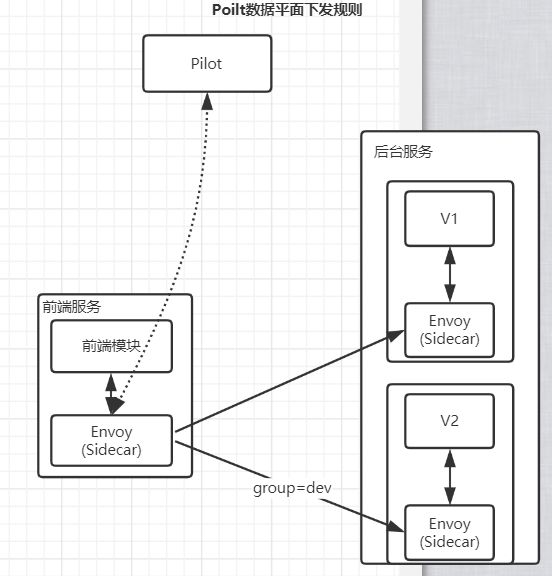 Poilt数据平面下发规则
Pilot
后台服务
V1
Envoy
(Sidecar)
前端服务
前端模块
Envoy
(Sidecar)
V2
group=dev
Envoy
(Sidecar)